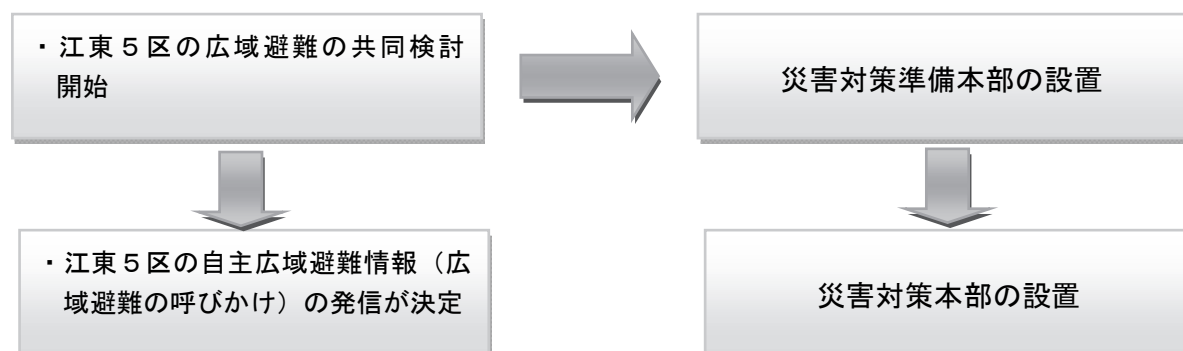 ・江東５区の広域避難の共同検討
開始
災害対策準備本部の設置
・江東５区の自主広域避難情報（広
域避難の呼びかけ）の発信が決定
災害対策本部の設置